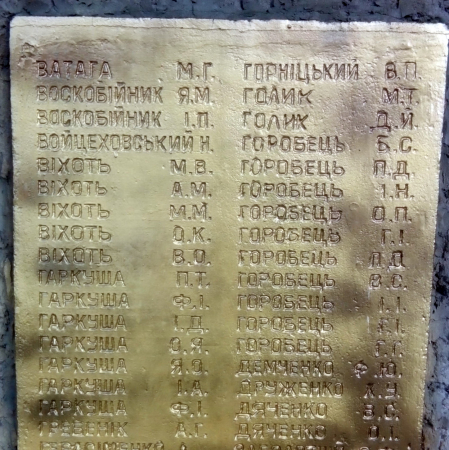 ВАТАГА М.Г. ГОРНІЦЬКИЙ В.П.
ВОСКОБІЙНИК Я.М. ГОЛИК М.Т.
ВОСКОБІЙНИК І.П. ГОЛИК Д.Й.
ВОЙЦЕХОВСЬКИЙ Н. ГОРОБЕЦЬ Б.С.
ВІХОТЬ М.В. ГОРОБЕЦЬ П.Д.
ВІХОТЬ А.М. ГОРОБЕЦЬ І.Н.
ВІХОТЬ М.М. ГОРОБЕЦЬ О.П.
ВІХОТЬ О.К. ГОРОБЕЦЬ Г.І.
ВІХОТЬ В.О. ГОРОБЕЦЬ
ГАРКУША П.Т. ГОРОБЕЦЬ В.С.
ГАРКУША Ф.І. ГОРОБЕЦЬ І.І.
ГАРКУША І.Д. ГОРОБЕЦЬ
ГАРКУША ГОРОБЕЦЬ Г.Г.
ГАРКУША ДЕМЧЕНКО Ф.Ю.
ГАРКУША І.А. ДРУЖЕНКО
ГАРКУША Ф.І. ДЯЧЕНКО
ГРЕБЕНІК А.Г. ДЯЧЕНКО О.І.